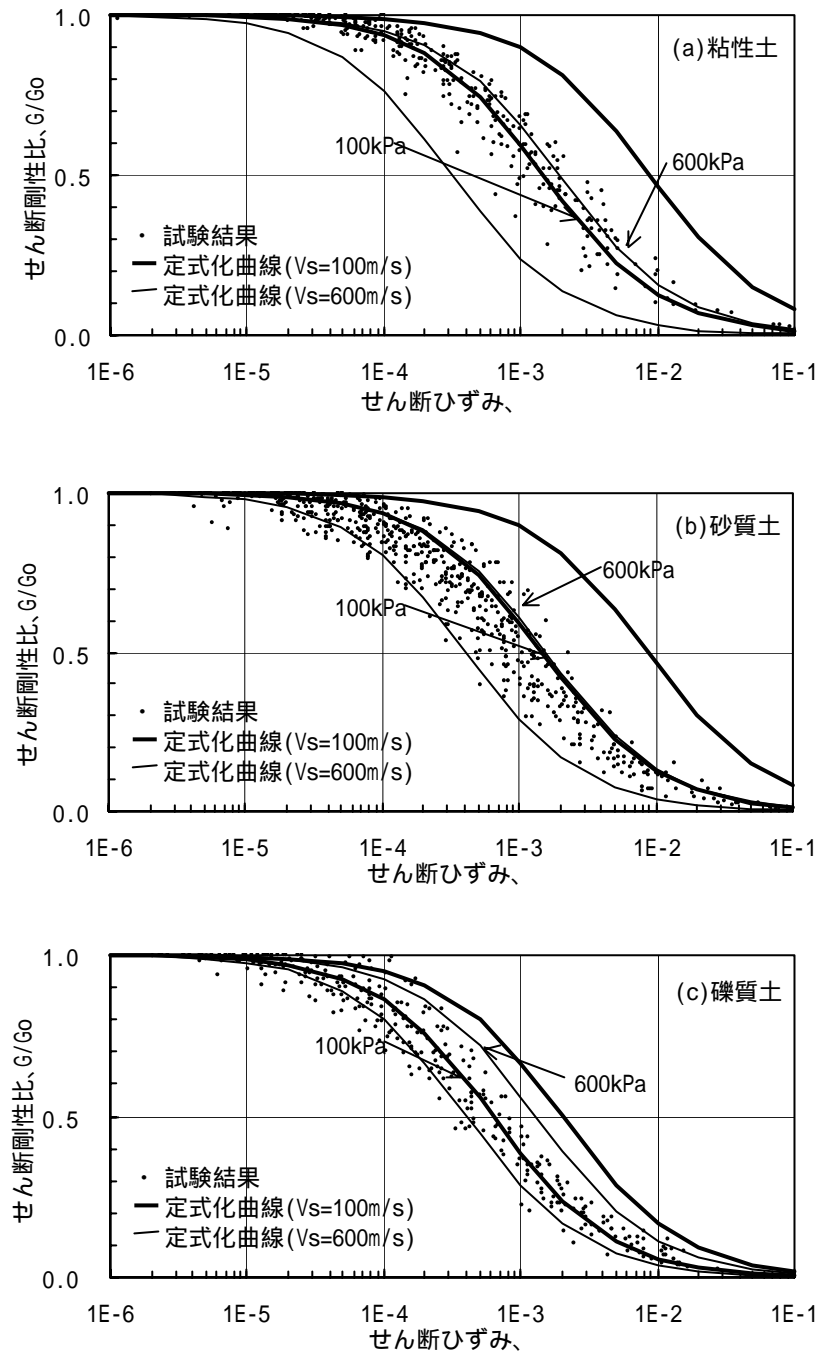 (a)粘性土
せん断剛性比、G/Go
1.0
0.5
0.0
100kPa
600kPa
試験結果
定式化曲線(Vs=100m/s)
定式化曲線(Vs=600m/s)
1E-6 1E-5 1E-4 1E-3 1E-2 1E-1
せん断ひずみ、
(b)砂質土
せん断剛性比、G/Go
1.0
0.5
0.0
600kPa
100kPa
試験結果
定式化曲線(Vs=100m/s)
定式化曲線(Vs=600m/s)
1E-6 1E-5 1E-4 1E-3 1E-2 1E-1
せん断ひずみ、
(c)礫質土
せん断剛性比、G/Go
1.0
0.5
0.0
100kPa
600kPa
試験結果
定式化曲線(Vs=100m/s)
定式化曲線(Vs=600m/s)
1E-6 1E-5 1E-4 1E-3 1E-2 1E-1
せん断ひずみ、